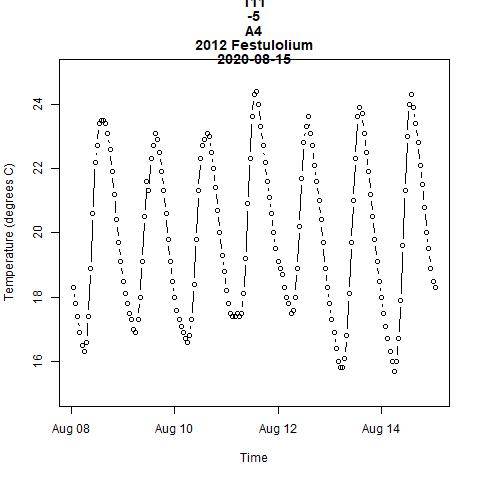 T11
-5
A4
2012 Festulolium
2020-08-15
Temperature (degrees C)
24
22
20
18
16
Aug 08 Aug 10 Aug 12 Aug 14
Time